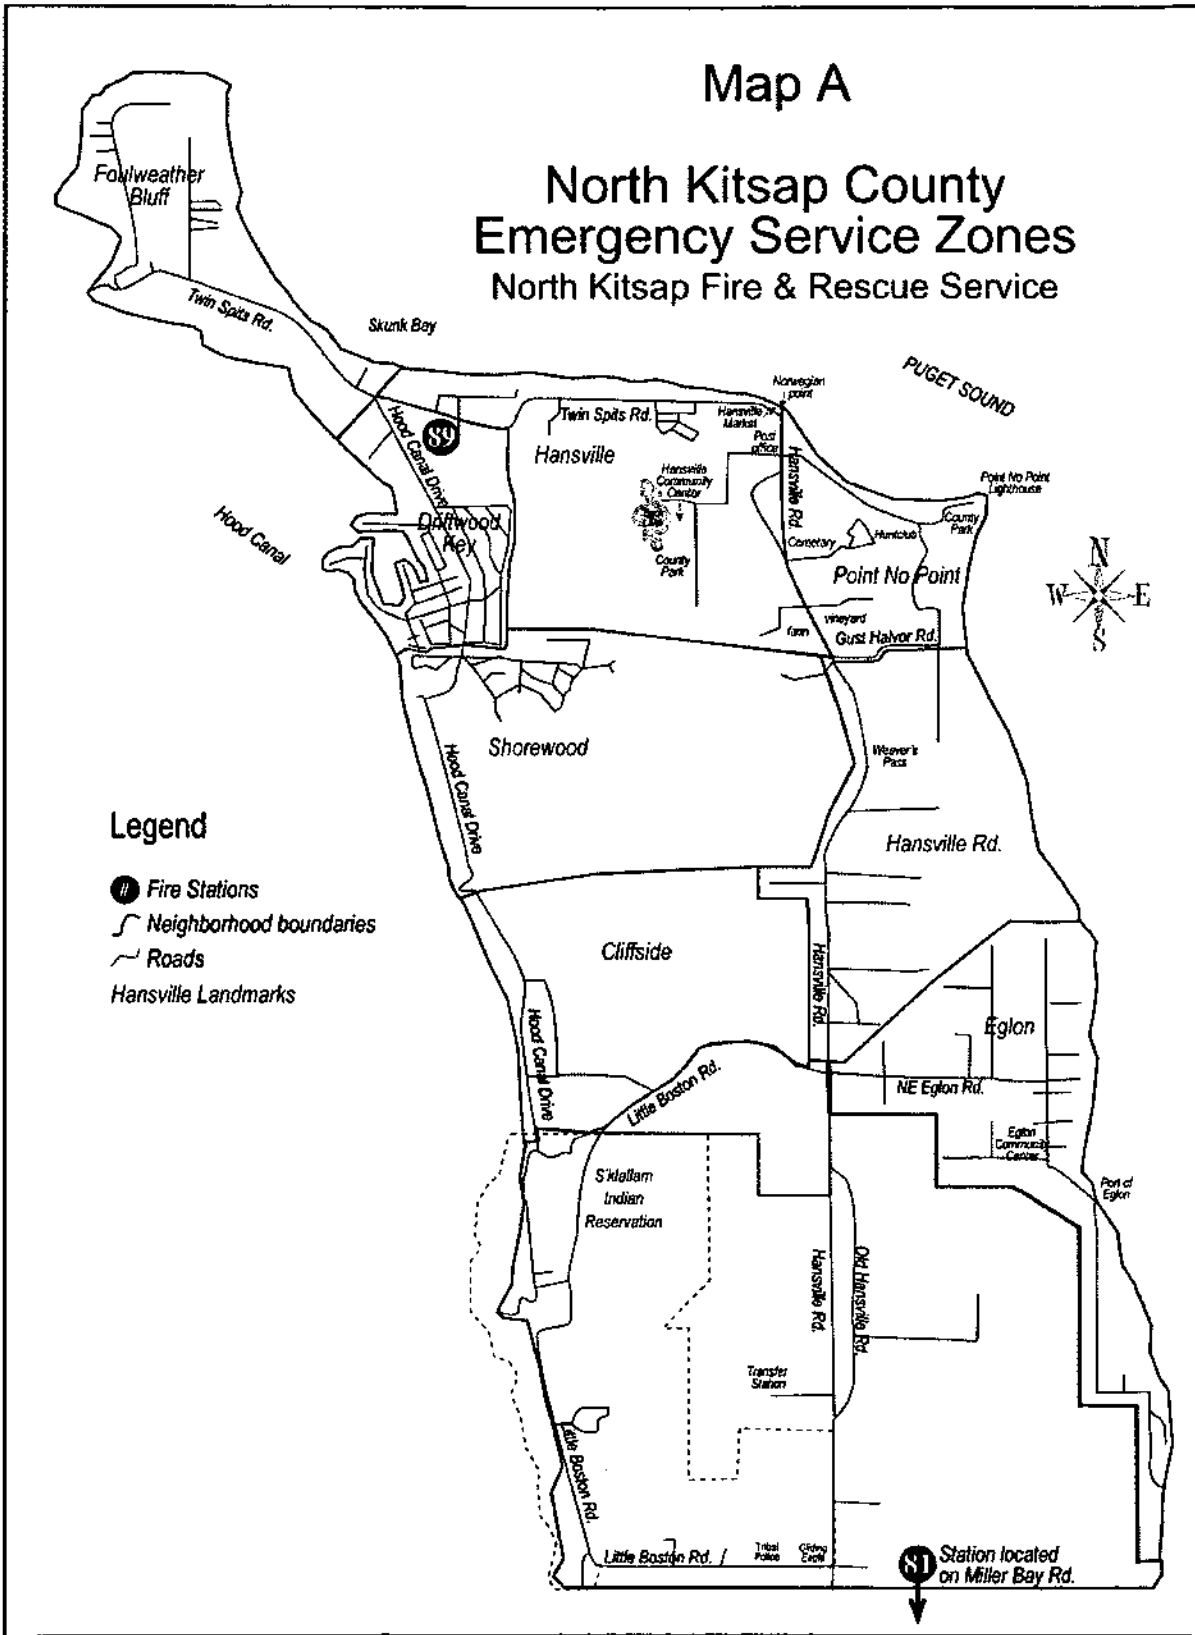 Map A
North Kitsap County
Emergency Service Zones
North Kitsap Fire & Rescue Service
Foulweather
Bluff
Twin Spits Rd.
Skunk Bay
PUGET SOUND
Norwegian
point
Hansville
Market
Twin Spits Rd.
Post
office
Hood Canal Drive
89
Hansville
Hansville Rd.
Hansville
Community
Center
Point No Point
Lighthouse
Hood Canal
Driftwood
Key
County
Park
Huntclub
Cemetary
County
Park
Point No Point
N
W E
S
vineyard
farm
Gust Halvor Rd.
Shorewood
Hood Canal Drive
Weaver's
Pass
Hansville Rd.
Legend
# Fire Stations
Neighborhood boundaries
Roads
Hansville Landmarks
Cliffside
Hansville Rd.
Eglon
Hood Canal Drive
Little Boston Rd.
NE Eglon Rd.
Eglon
Community
Center
Port of
Eglon
S'klallam
Indian
Reservation
Hansville Rd.
Old Hansville Rd.
Transfer
Station
Little Boston Rd.
Little Boston Rd.
Tribal
Police
Gliding
Eagle
81
Station located
on Miller Bay Rd.